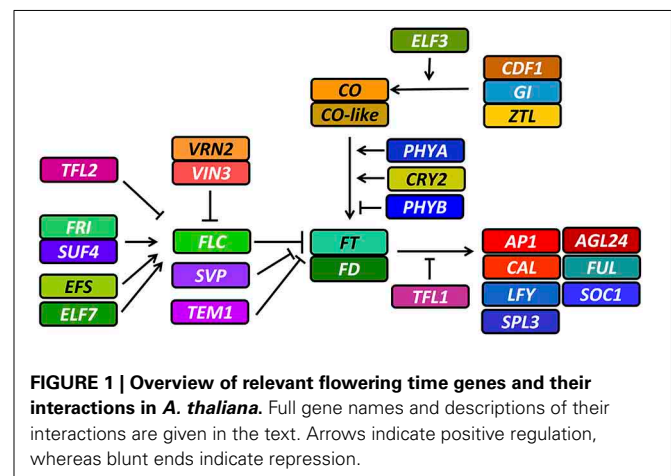 ELF3
CDF1
GI
ZTL
CO
CO-like
VRN2
VIN3
PHYA
CRY2
PHYB
TFL2
FRI
SUF4
FLC
FT
FD
AP1
AGL24
EFS
ELF7
SVP
TEM1
CAL
FUL
TFL1
LFY
SOC1
SPL3
FIGURE 1 | Overview of relevant flowering time genes and their
interactions in A. thaliana. Full gene names and descriptions of their
interactions are given in the text. Arrows indicate positive regulation,
whereas blunt ends indicate repression.